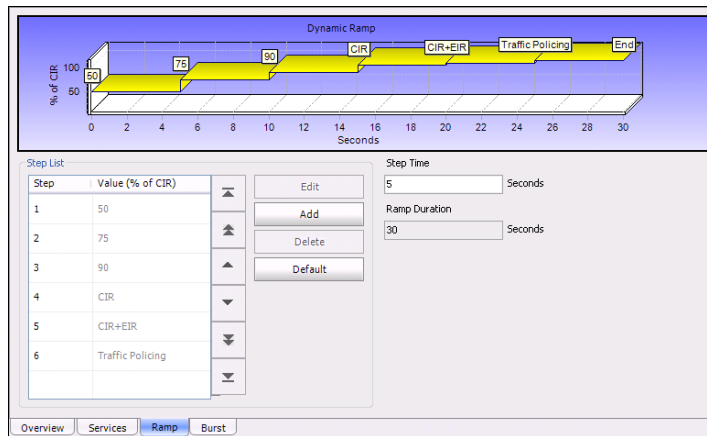 Dynamic Ramp
% of CIR
100
50
50
75
90
CIR
CIR+EIR
Traffic Policing
End
0 2 4 6 8 10 12 14 16 18 20 22 24 26 28 30
Seconds
Step List
Step Value (% of CIR)
1 50
2 75
3 90
4 CIR
5 CIR+EIR
6 Traffic Policing
Edit
Add
Delete
Default
Step Time
5 Seconds
Ramp Duration
30 Seconds
Overview Services Ramp Burst